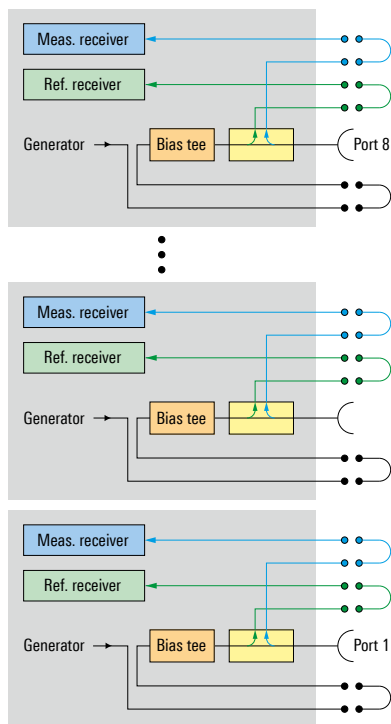 Meas. receiver
Ref. receiver
Generator
Bias tee
Port 8
Meas. receiver
Ref. receiver
Generator
Bias tee
Meas. receiver
Ref. receiver
Generator
Bias tee
Port 1